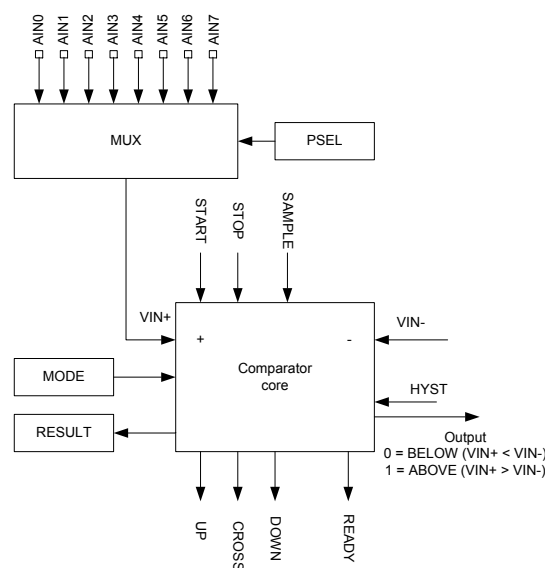 AIN0
AIN1
AIN2
AIN3
AIN4
AIN5
AIN6
AIN7
MUX
PSEL
START
STOP
SAMPLE
VIN+
VIN-
+
-
MODE
Comparator
core
HYST
RESULT
Output
0 = BELOW (VIN+ < VIN-)
1 = ABOVE (VIN+ > VIN-)
UP
CROSS
DOWN
READY